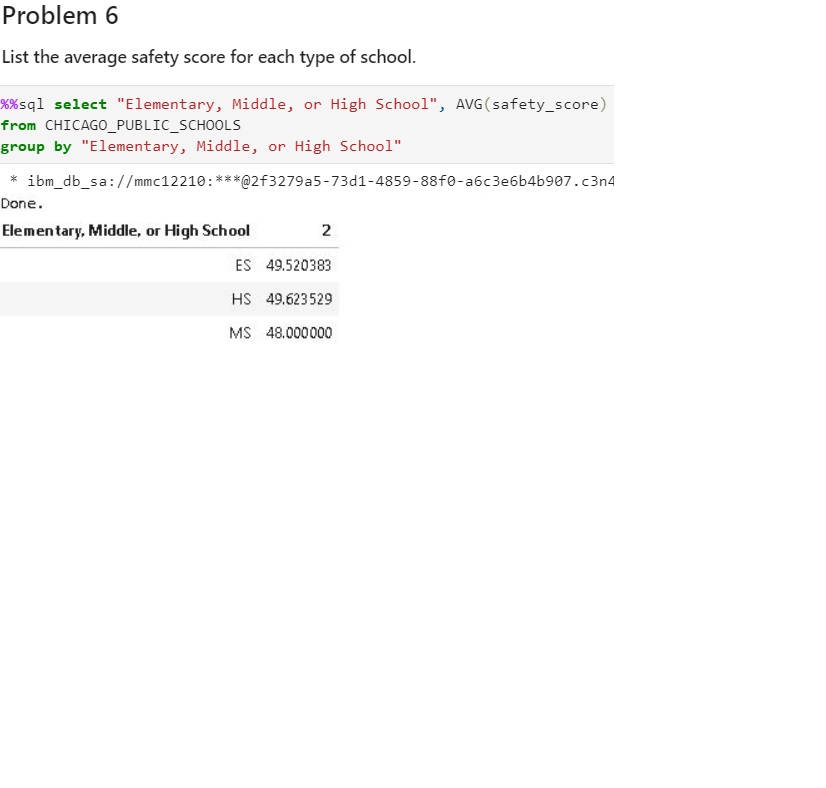 Problem 6
List the average safety score for each type of school.
%%sql select "Elementary, Middle, or High School", AVG(safety_score)
from CHICAGO_PUBLIC_SCHOOLS
group by "Elementary, Middle, or High School"
* ibm_db_sa://mmc12210:***@2f3279a5-73d1-4859-88f0-a6c3e6b4b907.c3n4
Done.
Elementary, Middle, or High School 2
ES 49.520383
HS 49.623529
MS 48.000000